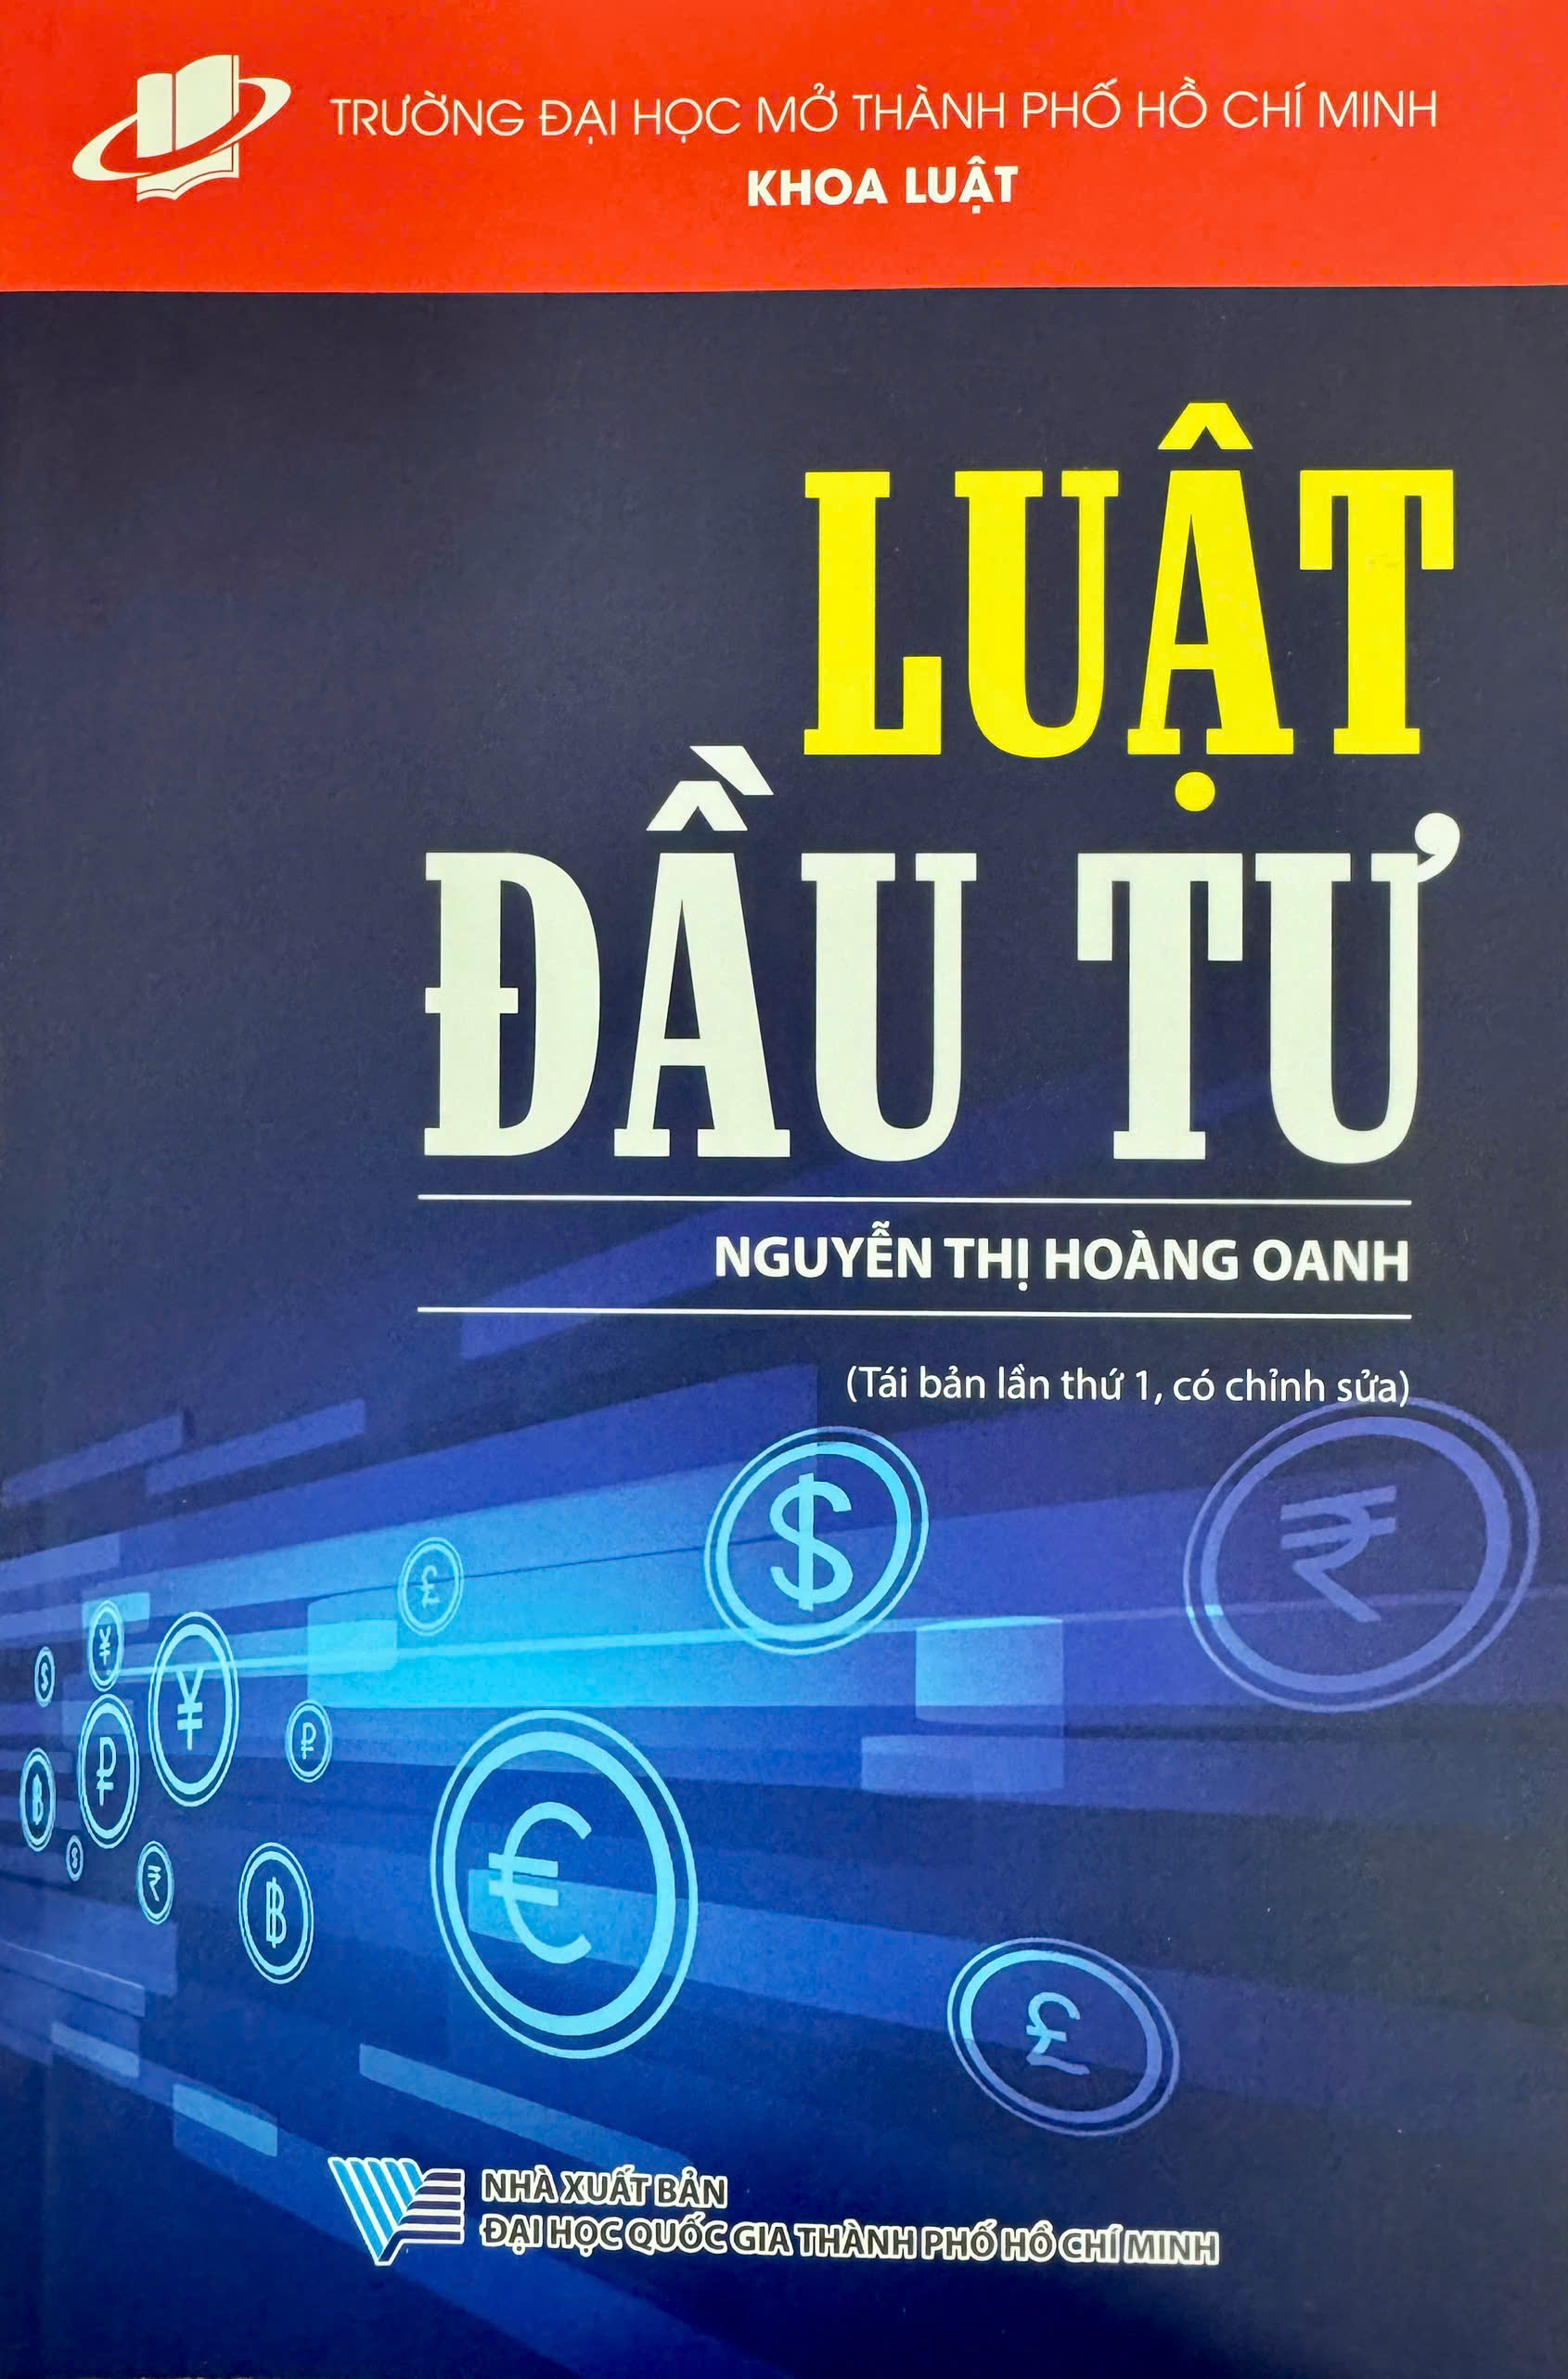 TRƯỜNG ĐẠI HỌC MỞ THÀNH PHỐ HỒ CHÍ MINH
KHOA LUẬT
LUẬT
ĐẦU TƯ
NGUYỄN THỊ HOÀNG OANH
(Tái bản lần thứ 1, có chỉnh sửa)
NHÀ XUẤT BẢN
ĐẠI HỌC QUỐC GIA THÀNH PHỐ HỒ CHÍ MINH